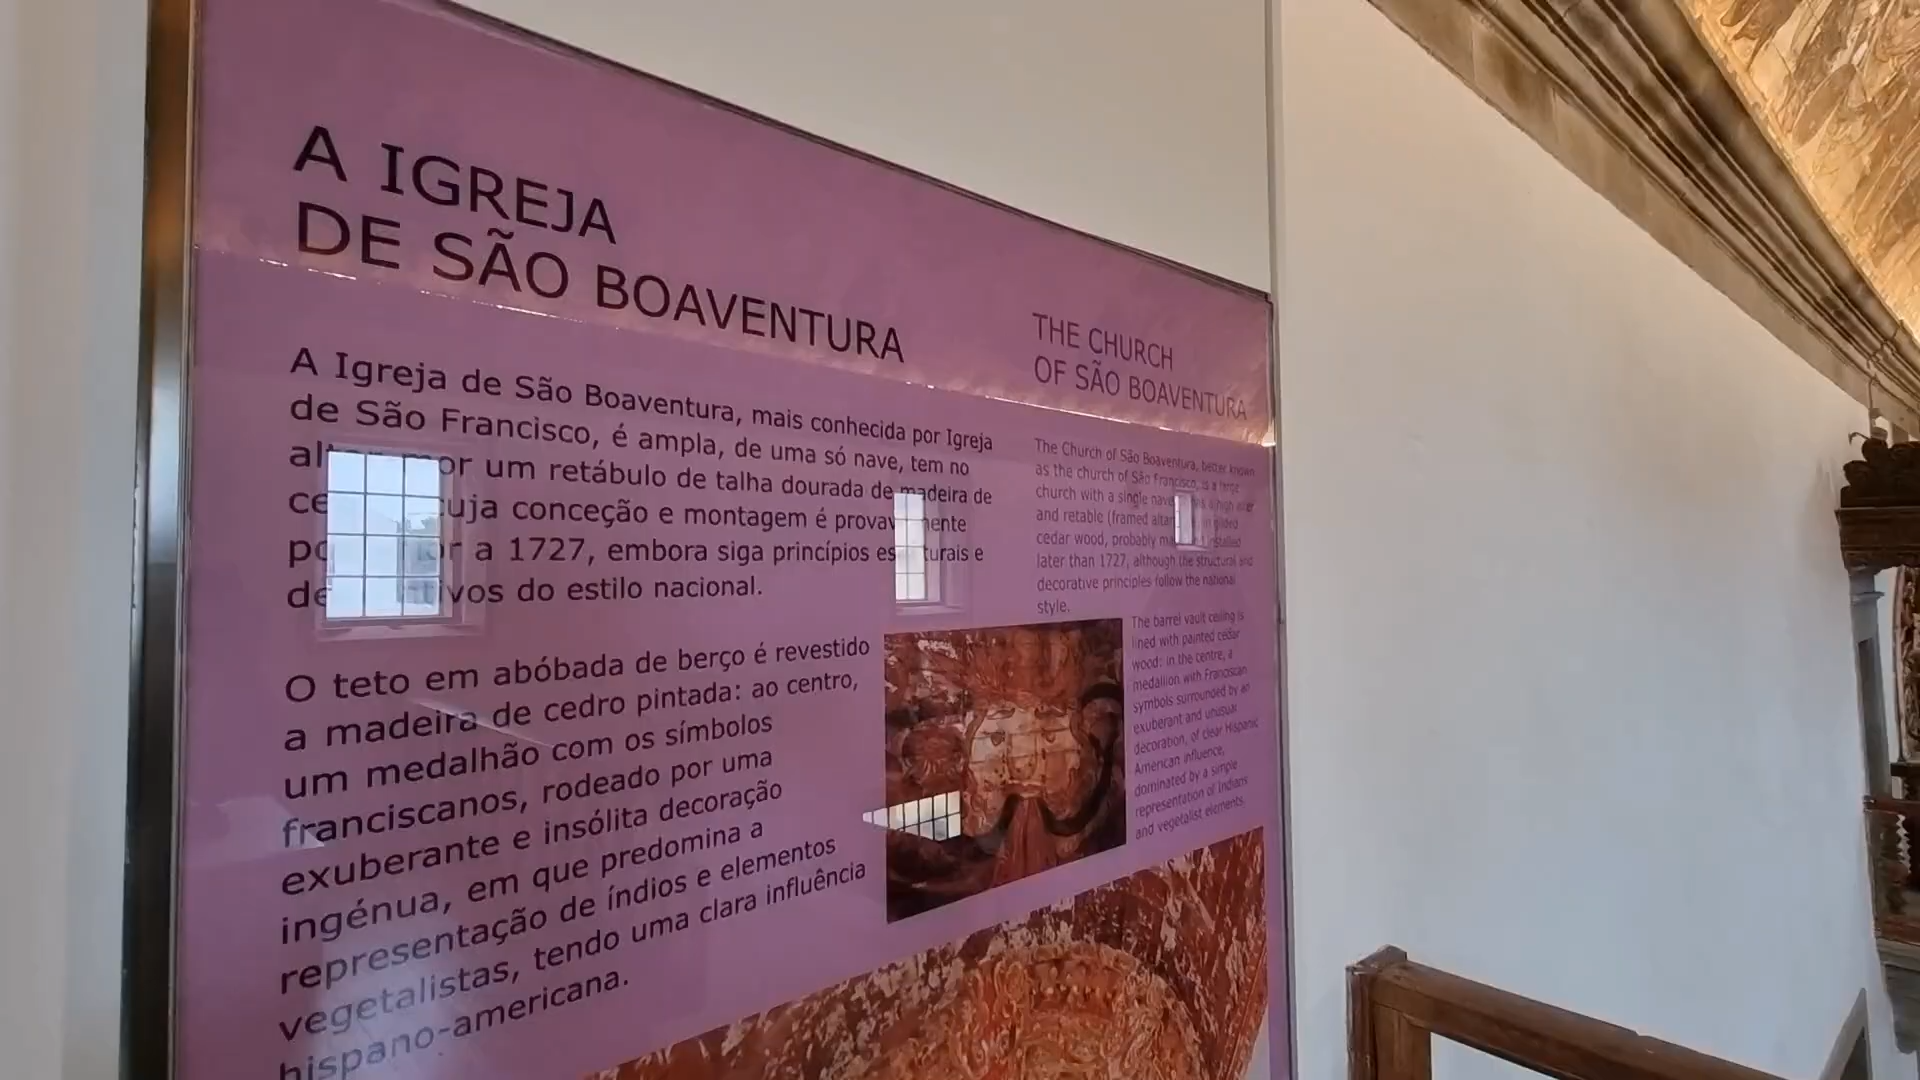 A IGREJA
DE SÃO BOAVENTURA
A Igreja de São Boaventura, mais conhecida por Igreja
de São Francisco, é ampla, de uma só nave, tem no
um retábulo de talha dourada de madeira de
conceção e montagem é
a 1727, embora siga princípios e
do estilo nacional.
O teto em abóbada de berço é revestido
a madeira de cedro pintada: ao centro,
um medalhão com os símbolos
franciscanos, rodeado por uma
exuberante e insólita decoração
ingénua, em que predomina a
representação de índios e elementos
vegetalistas, tendo uma clara influência
hispano-americana.
THE CHURCH
OF SÃO BOAVENTURA
The Church of São Boaventura, better known
as the church of São Francisco, is a large
church with a single high
and retable (framed
cedar wood, probably installed
later than 1727, although the structural and
decorative principles follow the national
style.
The barrel vault ceiling is
lined with painted cedar
wood: in the centre, a
medallion with Franciscan
symbols surrounded by an
exuberant and unusual
decoration, of clear Hispanic
American influence,
dominated by a simple
representation of Indians
and vegetalist elements.